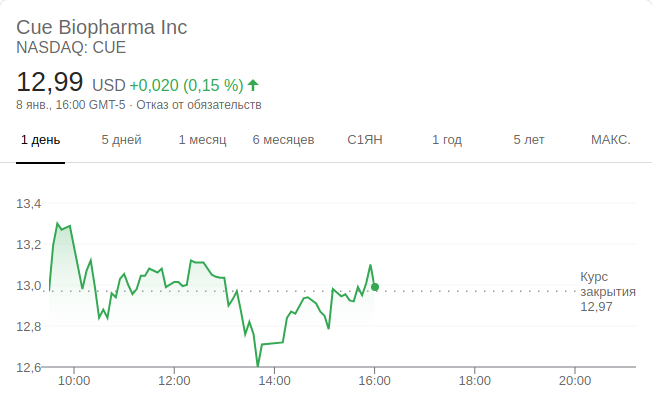 Cue Biopharma Inc
NASDAQ: CUE
12,99 USD +0,020 (0,15 %)
8 янв., 16:00 GMT-5 · Отказ от обязательств
1 день 5 дней 1 месяц 6 месяцев С1ЯН 1 год 5 лет МАКС.
13,4
13,2
13,0
12,8
12,6
Курс
закрытия
12,97
10:00 12:00 14:00 16:00 18:00 20:00